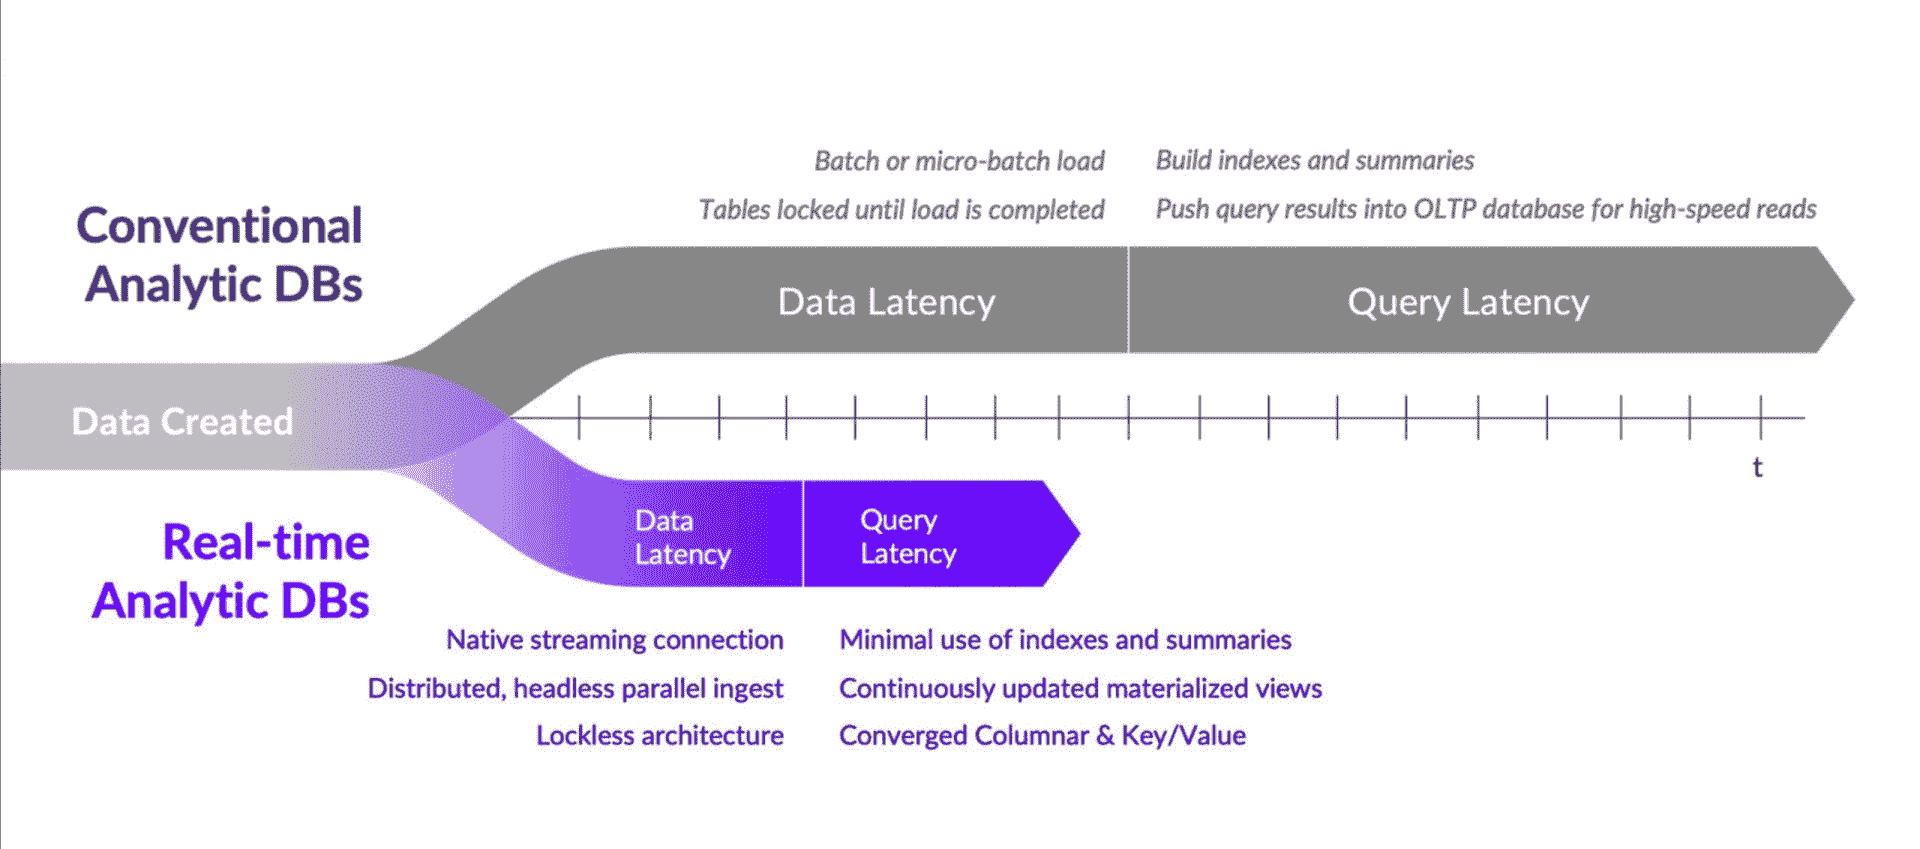 Batch or micro-batch load
Build indexes and summaries
Tables locked until load is completed
Push query results into OLTP database for high-speed reads
Conventional
Analytic DBs
Data Latency
Query Latency
Data Created
t
Real-time
Analytic DBs
Data
Latency
Query
Latency
Native streaming connection
Minimal use of indexes and summaries
Distributed, headless parallel ingest
Continuously updated materialized views
Lockless architecture
Converged Columnar & Key/Value